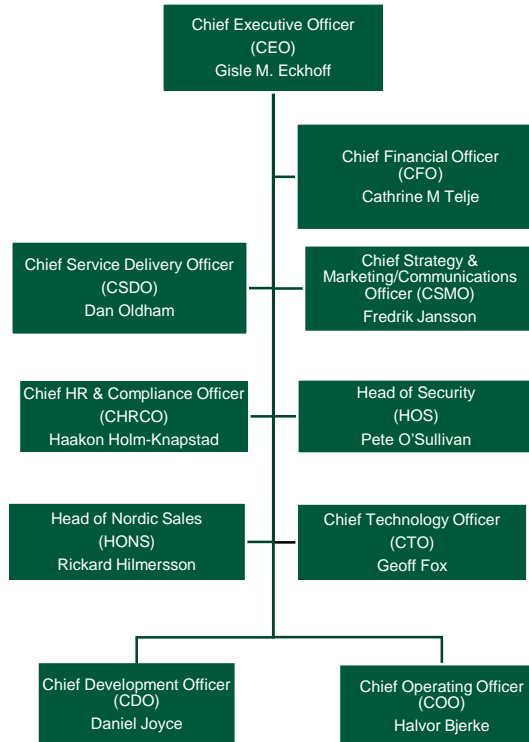 Chief Executive Officer
(CEO)
Gisle M. Eckhoff
Chief Financial Officer
(CFO)
Cathrine M Telje
Chief Service Delivery Officer
(CSDO)
Dan Oldham
Chief Strategy &
Marketing/Communications
Officer (CSMO)
Fredrik Jansson
Chief HR & Compliance Officer
(CHRCO)
Haakon Holm-Knapstad
Head of Security
(HOS)
Pete O’Sullivan
Head of Nordic Sales
(HONS)
Rickard Hilmersson
Chief Technology Officer
(CTO)
Geoff Fox
Chief Development Officer
(CDO)
Daniel Joyce
Chief Operating Officer
(COO)
Halvor Bjerke